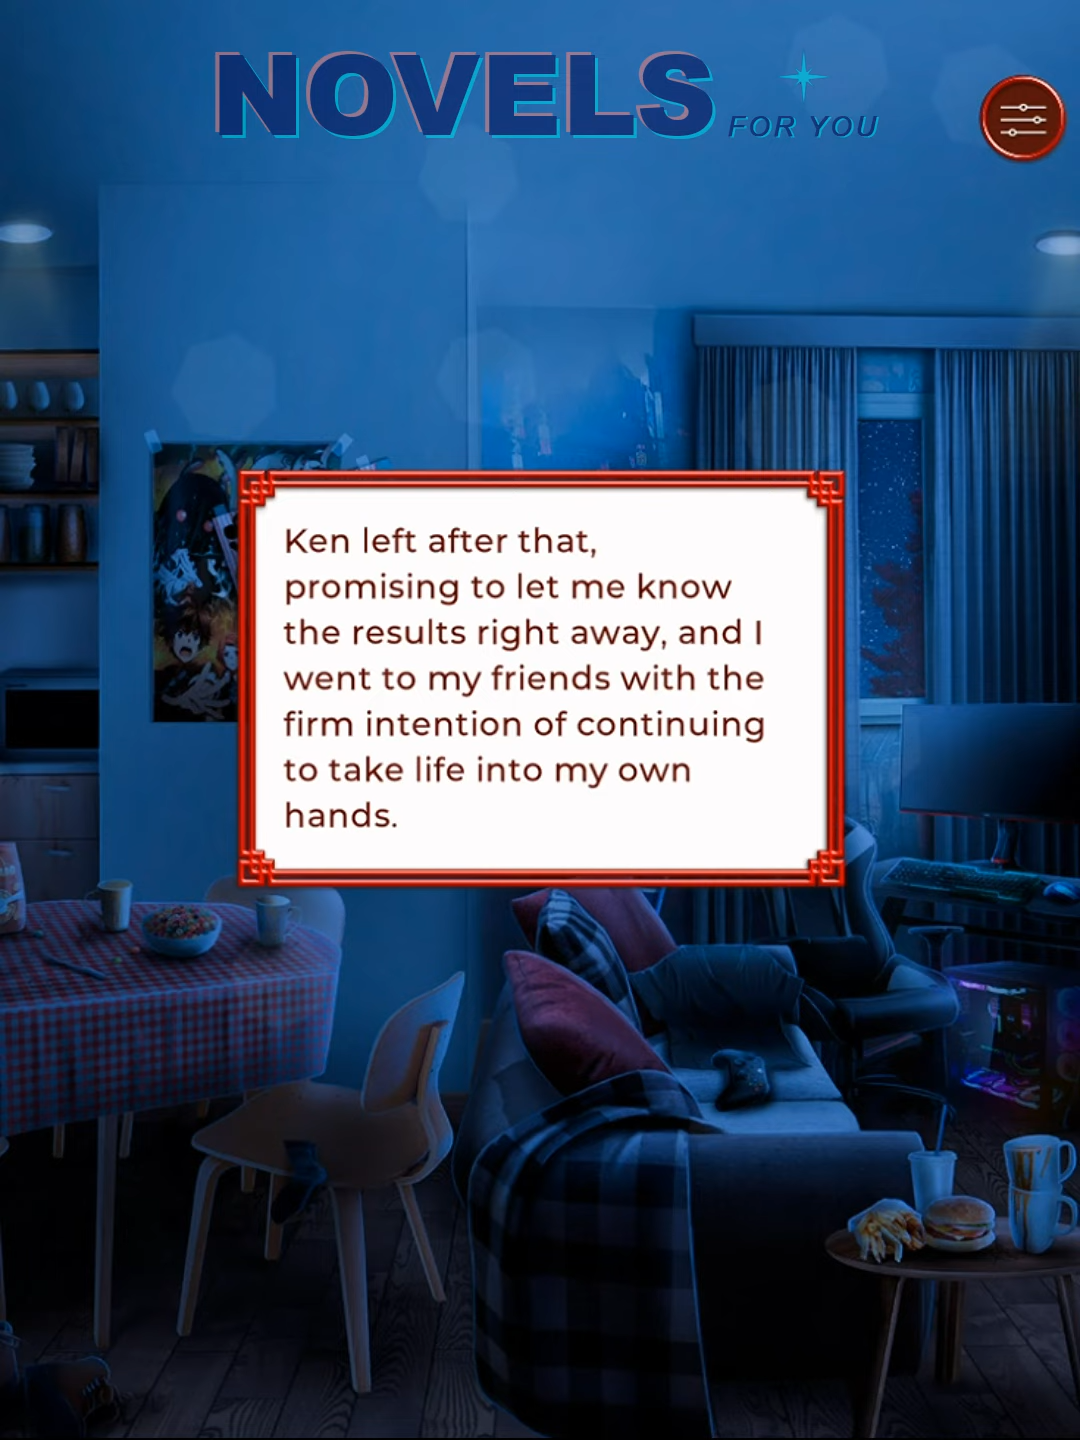 NOVELS
FOR YOU
Ken left after that,
promising to let me know
the results right away, and I
went to my friends with the
firm intention of continuing
to take life into my own
hands.